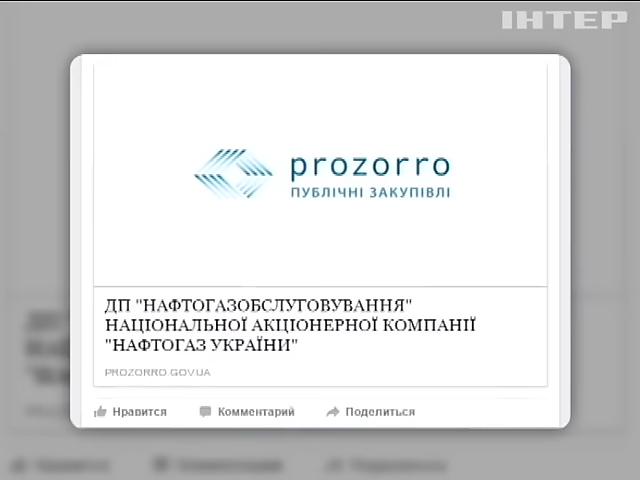 ІНТЕР
prozorro
ПУБЛІЧНІ ЗАКУПІВЛІ
ДП "НАФТОГАЗОБСЛУГОВУВАННЯ"
НАЦІОНАЛЬНОЇ АКЦІОНЕРНОЇ КОМПАНІЇ
"НАФТОГАЗ УКРАЇНИ"
PROZORRO.GOV.UA
Нравится Комментарий Поделиться